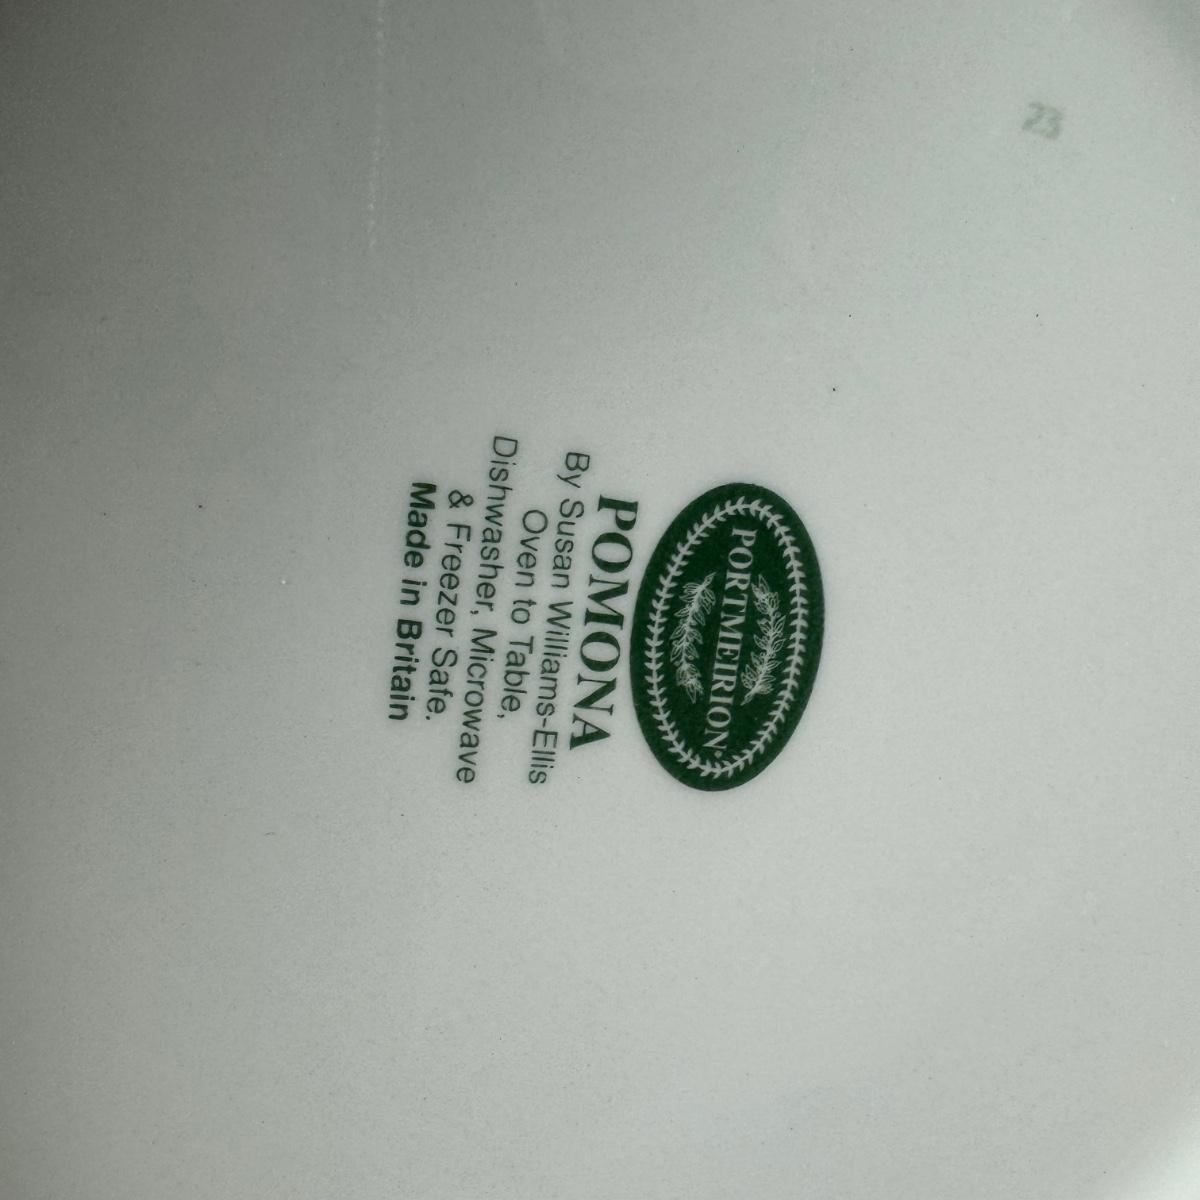 23
PORTMEIRION
POMONA
By Susan Williams-Ellis
Oven to Table,
Dishwasher, Microwave
& Freezer Safe.
Made in Britain